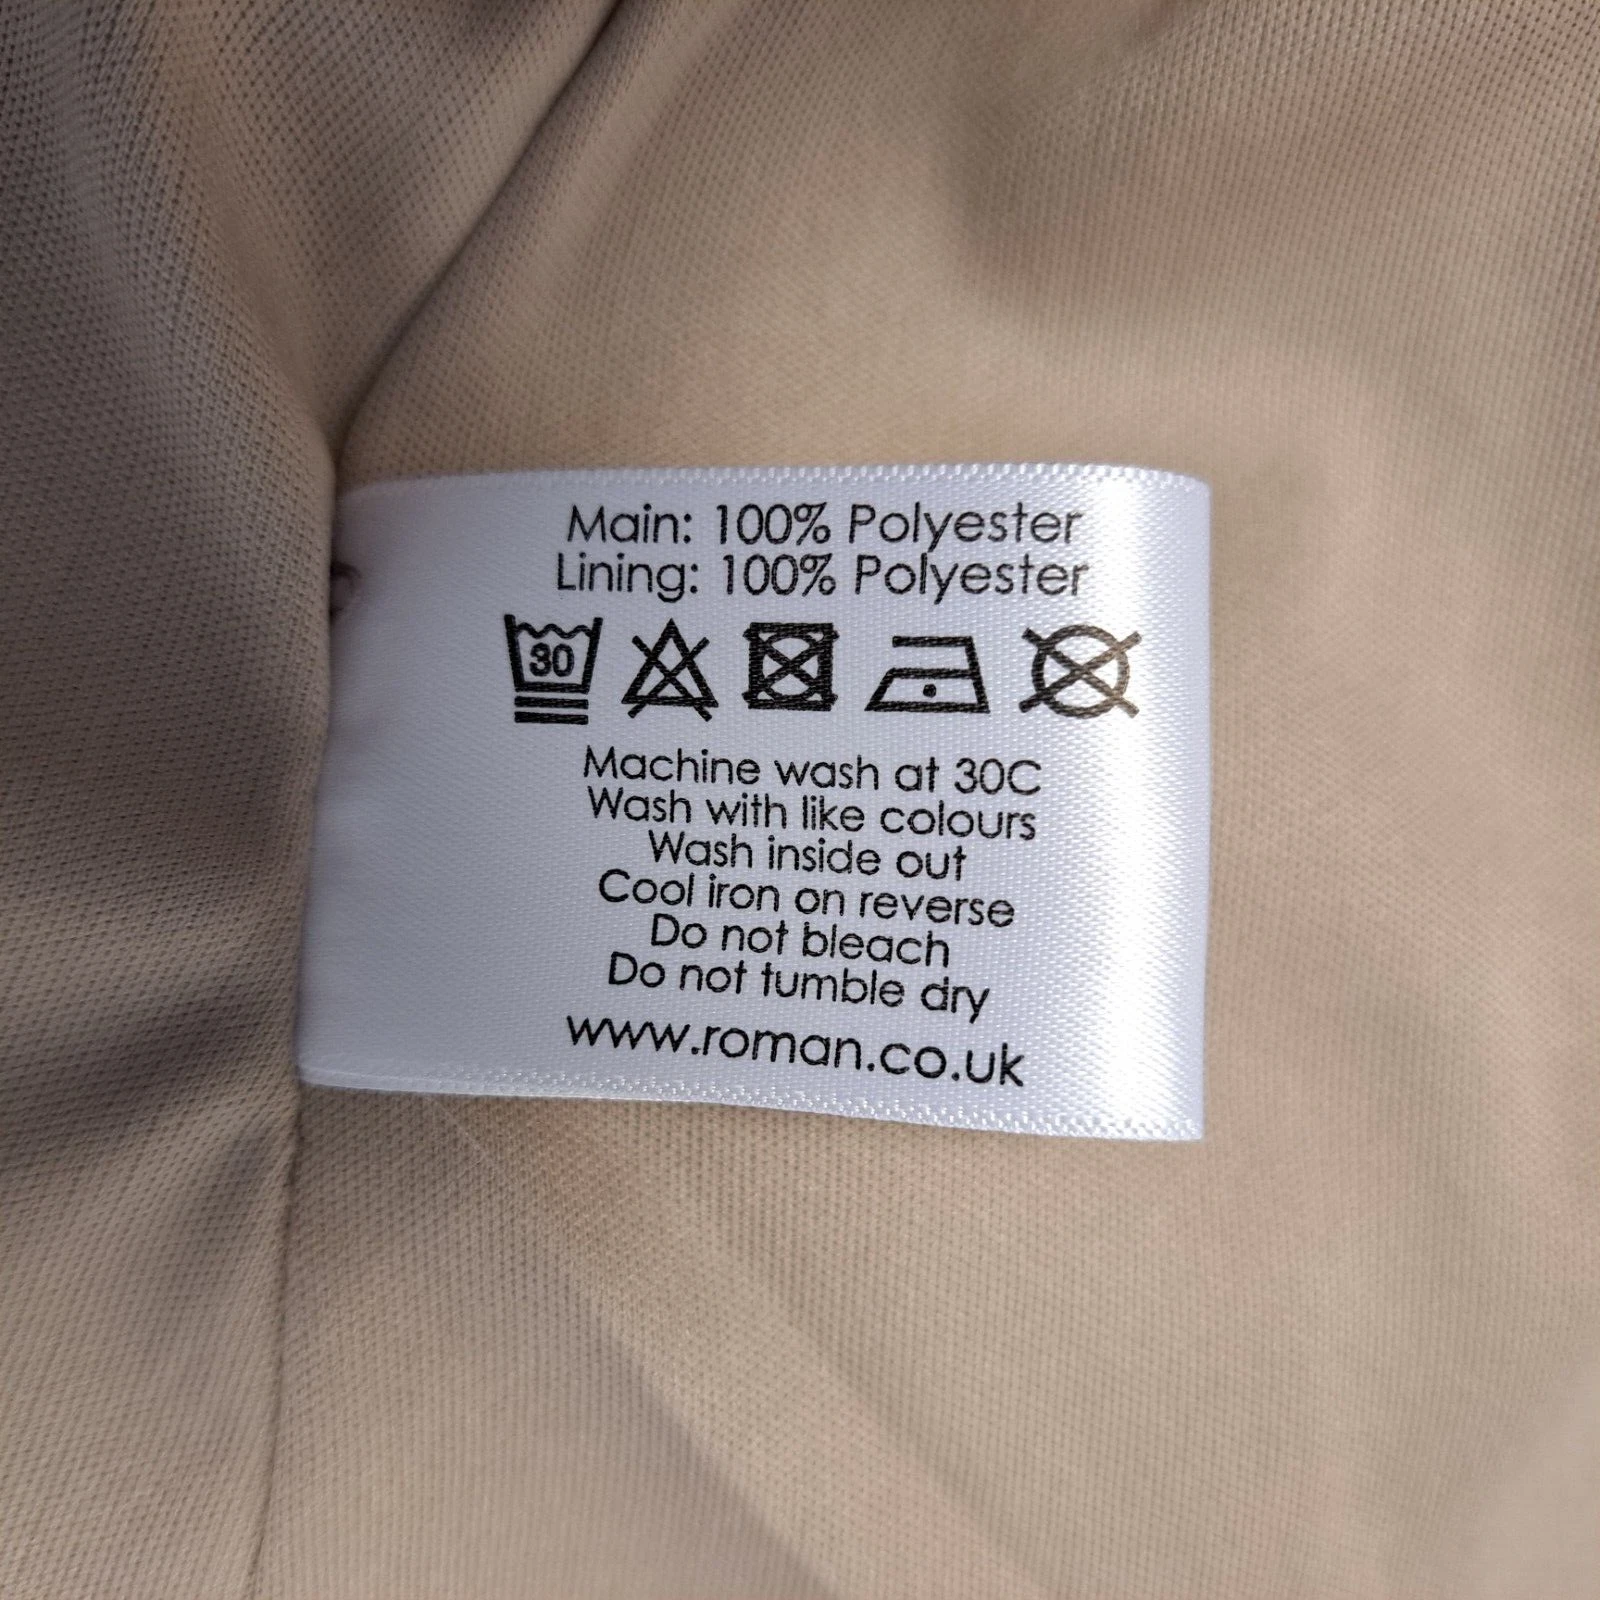 Main: 100% Polyester
Lining: 100% Polyester
30
Machine wash at 30C
Wash with like colours
Wash inside out
Cool iron on reverse
Do not bleach
Do not tumble dry
www.roman.co.uk